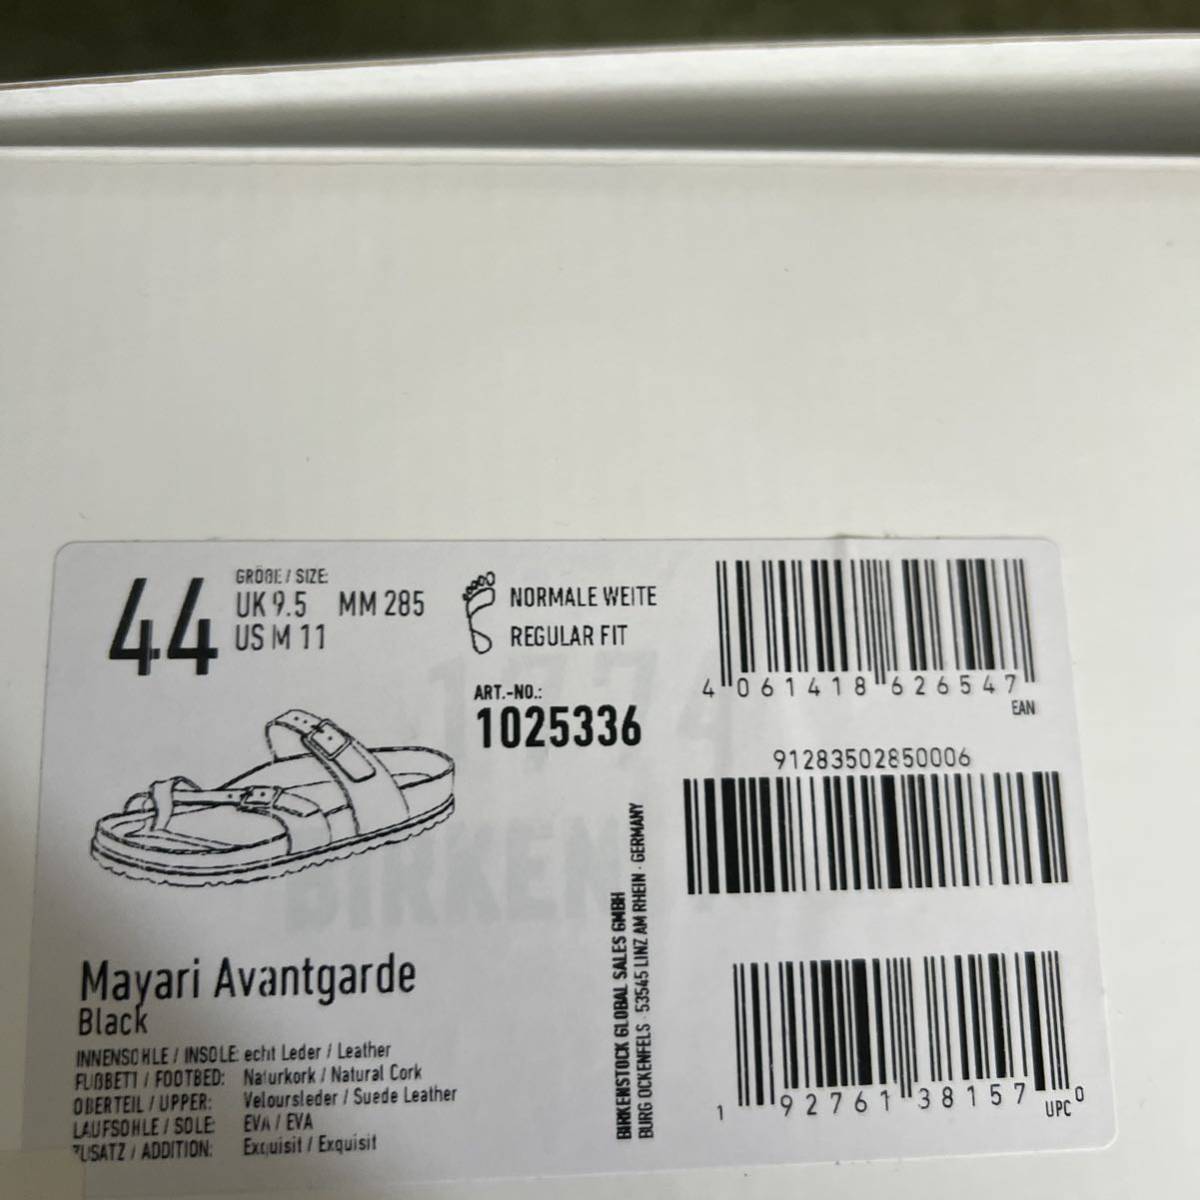 44
GRÖßE / SIZE:
UK 9.5 MM 285
US M 11
NORMALE WEITE
REGULAR FIT
ART.-NO.:
1025336
4 061418 626547
EAN
91283502850006
1774
BIRKENST
BIRKENSTOCK GLOBAL SALES GMBH
BURG OCKENFELS · 53545 LINZ AM RHEIN · GERMANY
Mayari Avantgarde
Black
INNENSOHLE / INSOLE: echt Leder / Leather
FUßBETT / FOOTBED: Naturkork / Natural Cork
OBERTEIL / UPPER: Veloursleder / Suede Leather
LAUFSOHLE / SOLE: EVA / EVA
ZUSATZ / ADDITION: Exquisit / Exquisit
1 92761 38157 0
UPC